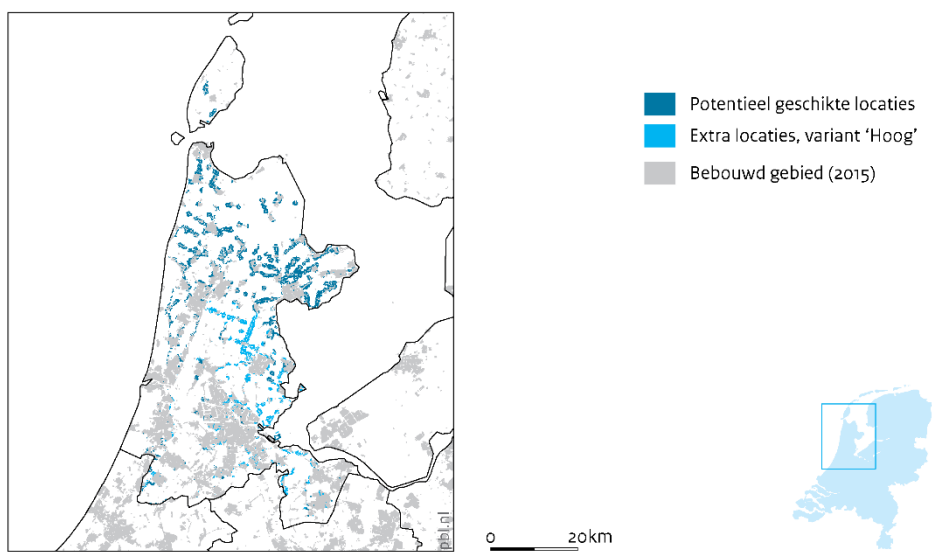 Potentieel geschikte locaties
Extra locaties, variant ‘Hoog’
Bebouwd gebied (2015)
pbl.nl
0 20km